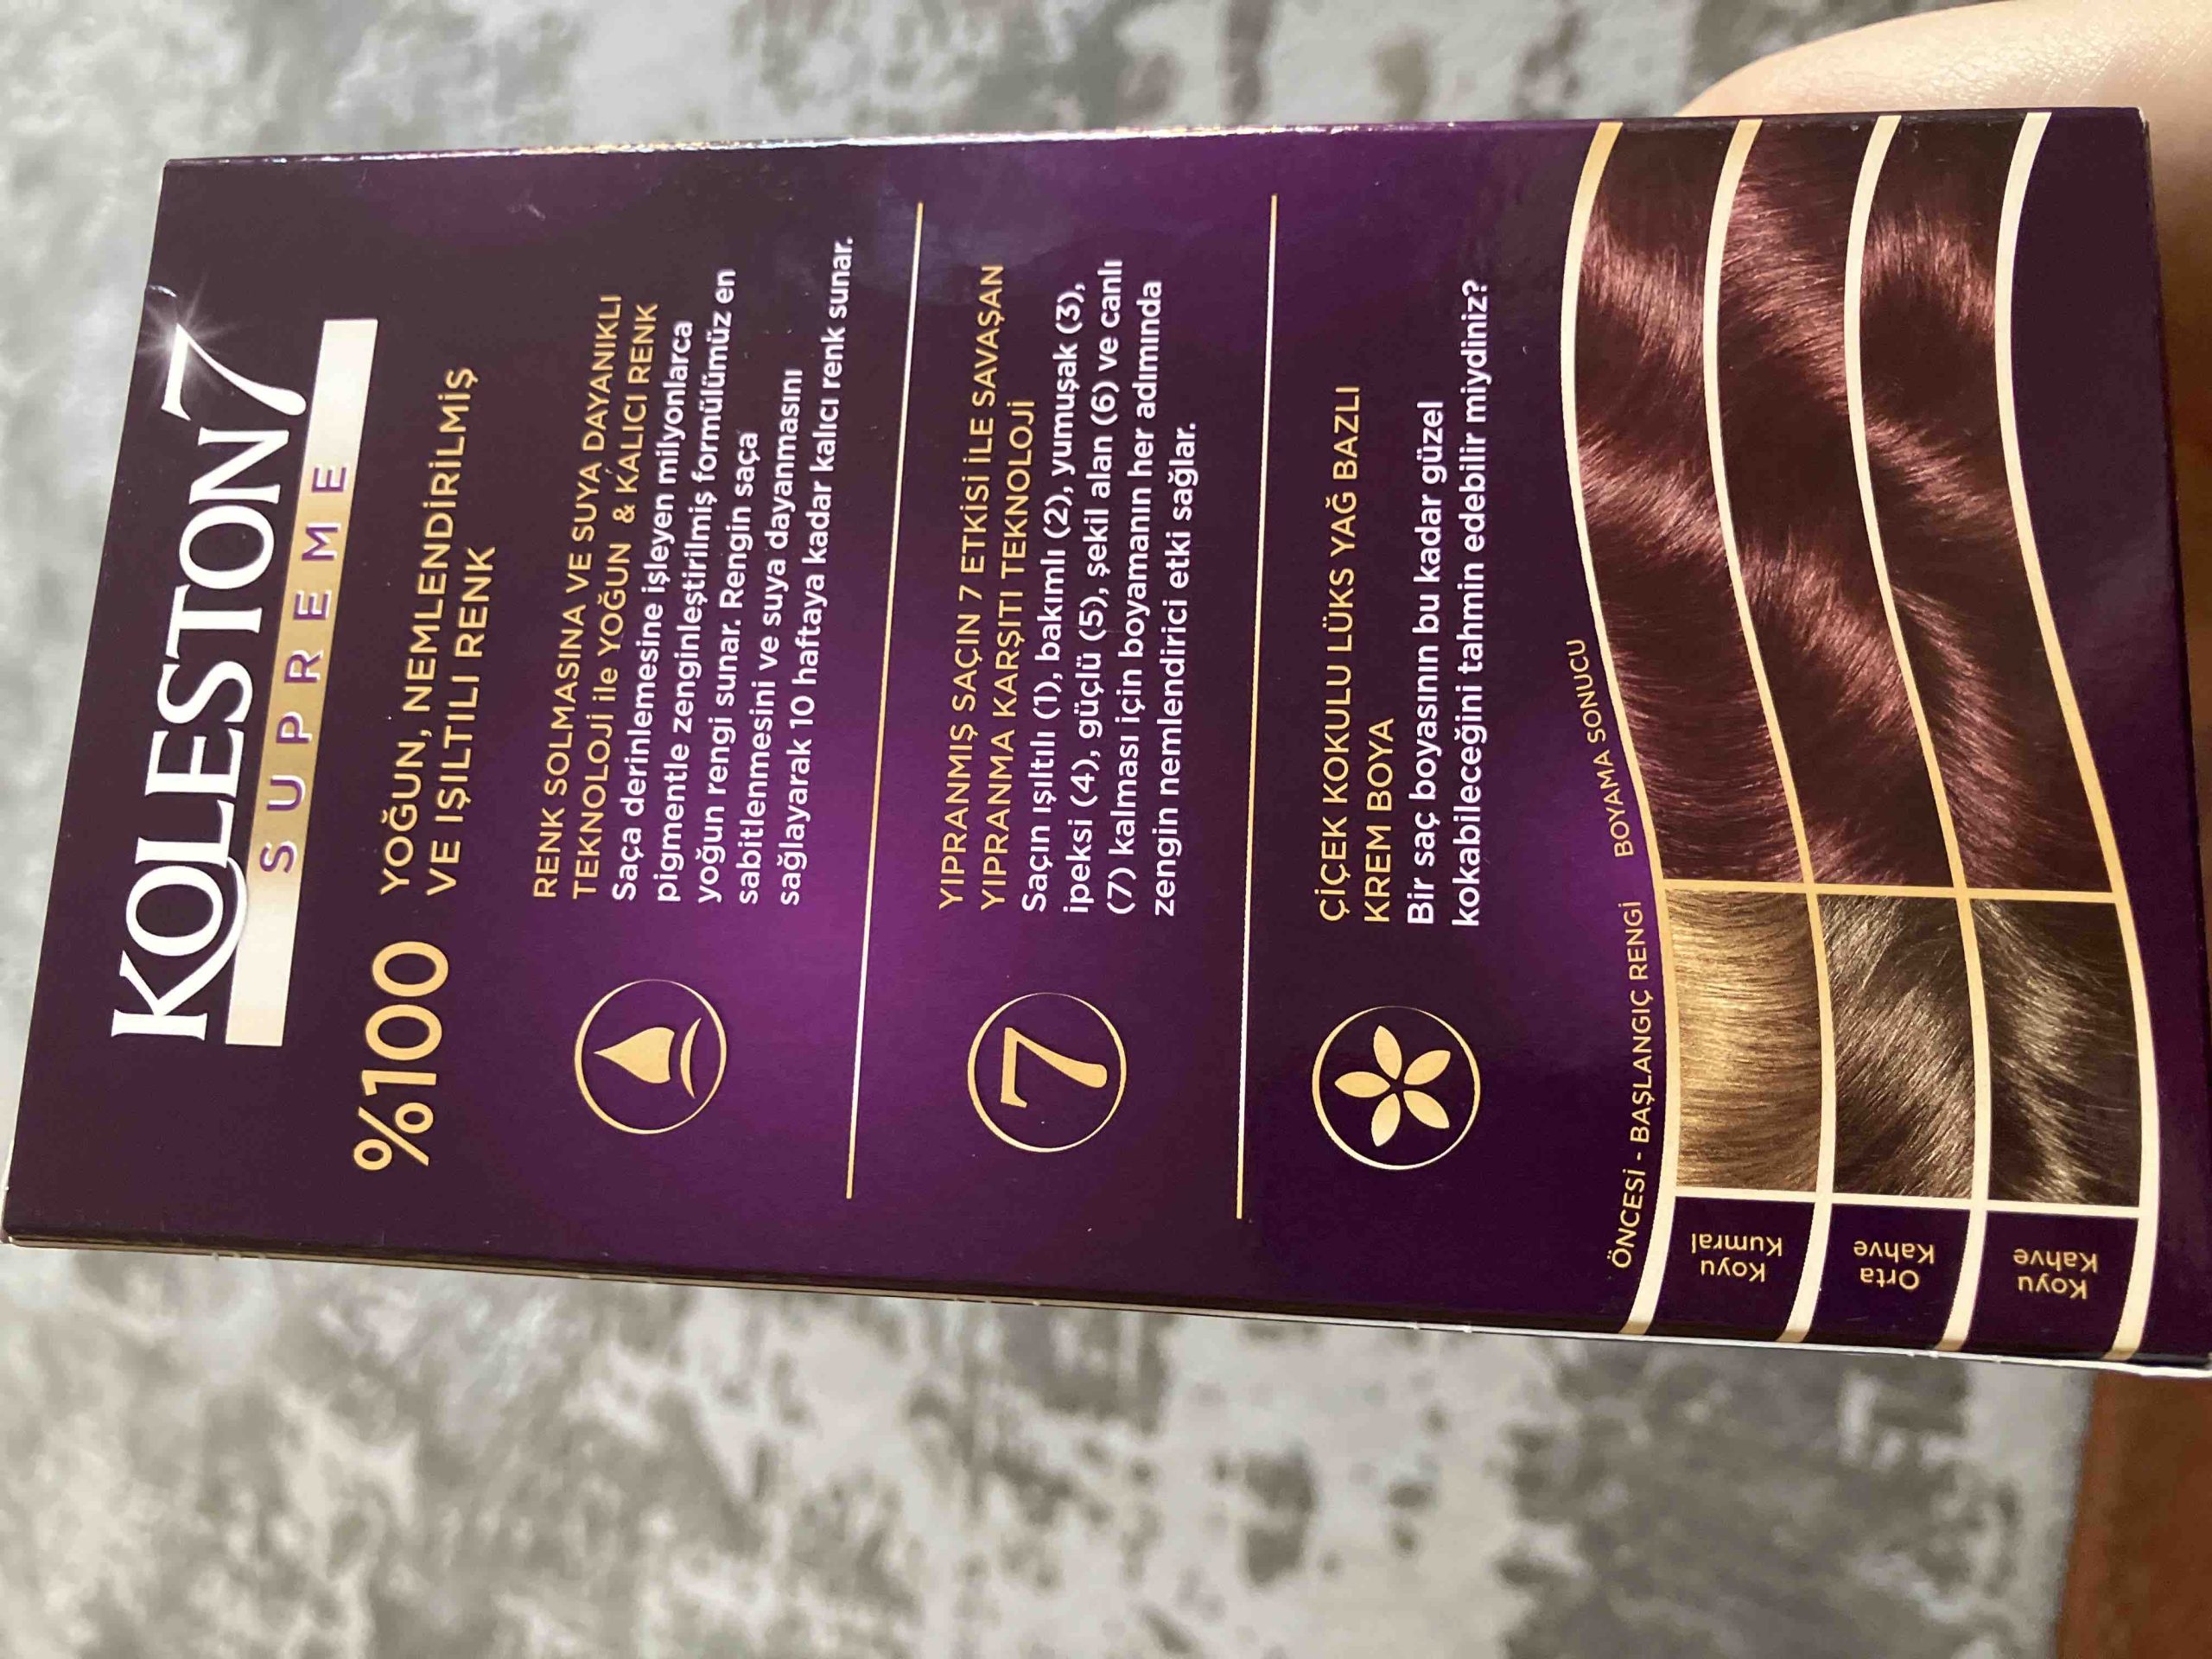 KOLESTON7
SUPREME
%100 YOĞUN, NEMLENDİRİLMİŞ
VE IŞILTILI RENK
RENK SOLMASINA VE SUYA DAYANIKLI
TEKNOLOJİ ile YOĞUN & KALICI RENK
Saça derinlemesine işleyen milyonlarca
pigmentle zenginleştirilmiş formülümüz en
yoğun rengi sunar. Rengin saça
sabitlenmesini ve suya dayanmasını
sağlayarak 10 haftaya kadar kalıcı renk sunar.
7
YIPRANMIŞ SAÇIN 7 ETKİSİ İLE SAVAŞAN
YIPRANMA KARŞITI TEKNOLOJİ
Saçın ışıltılı (1), bakımlı (2), yumuşak (3),
ipeksi (4), güçlü (5), şekil alan (6) ve canlı
(7) kalması için boyamanın her adımında
zengin nemlendirici etki sağlar.
ÇİÇEK KOKULU LÜKS YAĞ BAZLI
KREM BOYA
Bir saç boyasının bu kadar güzel
kokabileceğini tahmin edebilir miydiniz?
ÖNCESİ - BAŞLANGIÇ RENGİ BOYAMA SONUCU
Koyu
Kumral
Orta
Kahve
Koyu
Kahve